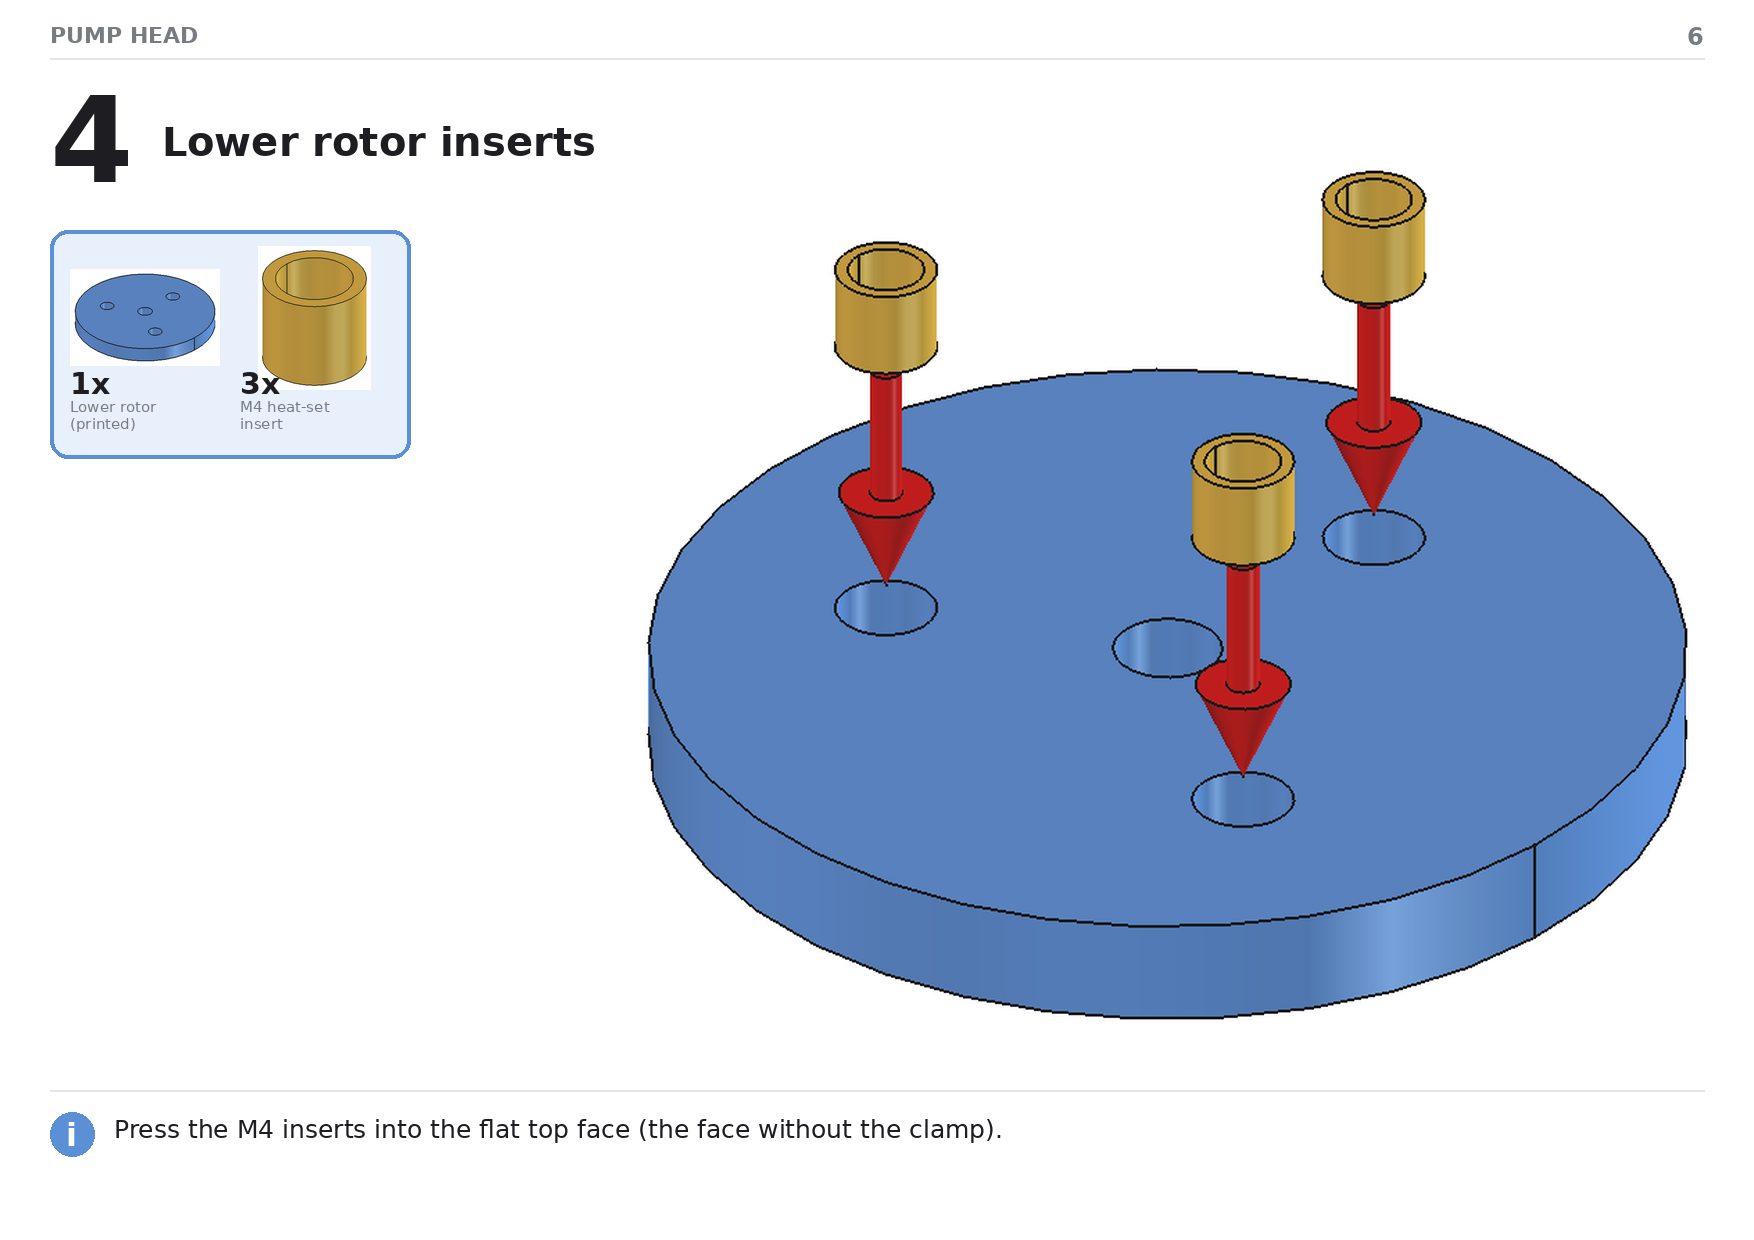 PUMP HEAD
6
4
Lower rotor inserts
1x
Lower rotor
(printed)
3x
M4 heat-set
insert
i
Press the M4 inserts into the flat top face (the face without the clamp).